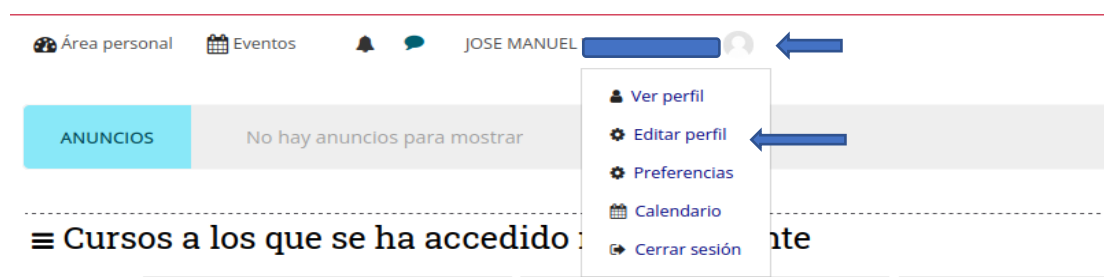 Área personal Eventos JOSE MANUEL
Ver perfil
ANUNCIOS No hay anuncios para mostrar
Editar perfil
Preferencias
Calendario
Cursos a los que se ha accedido nte
Cerrar sesión